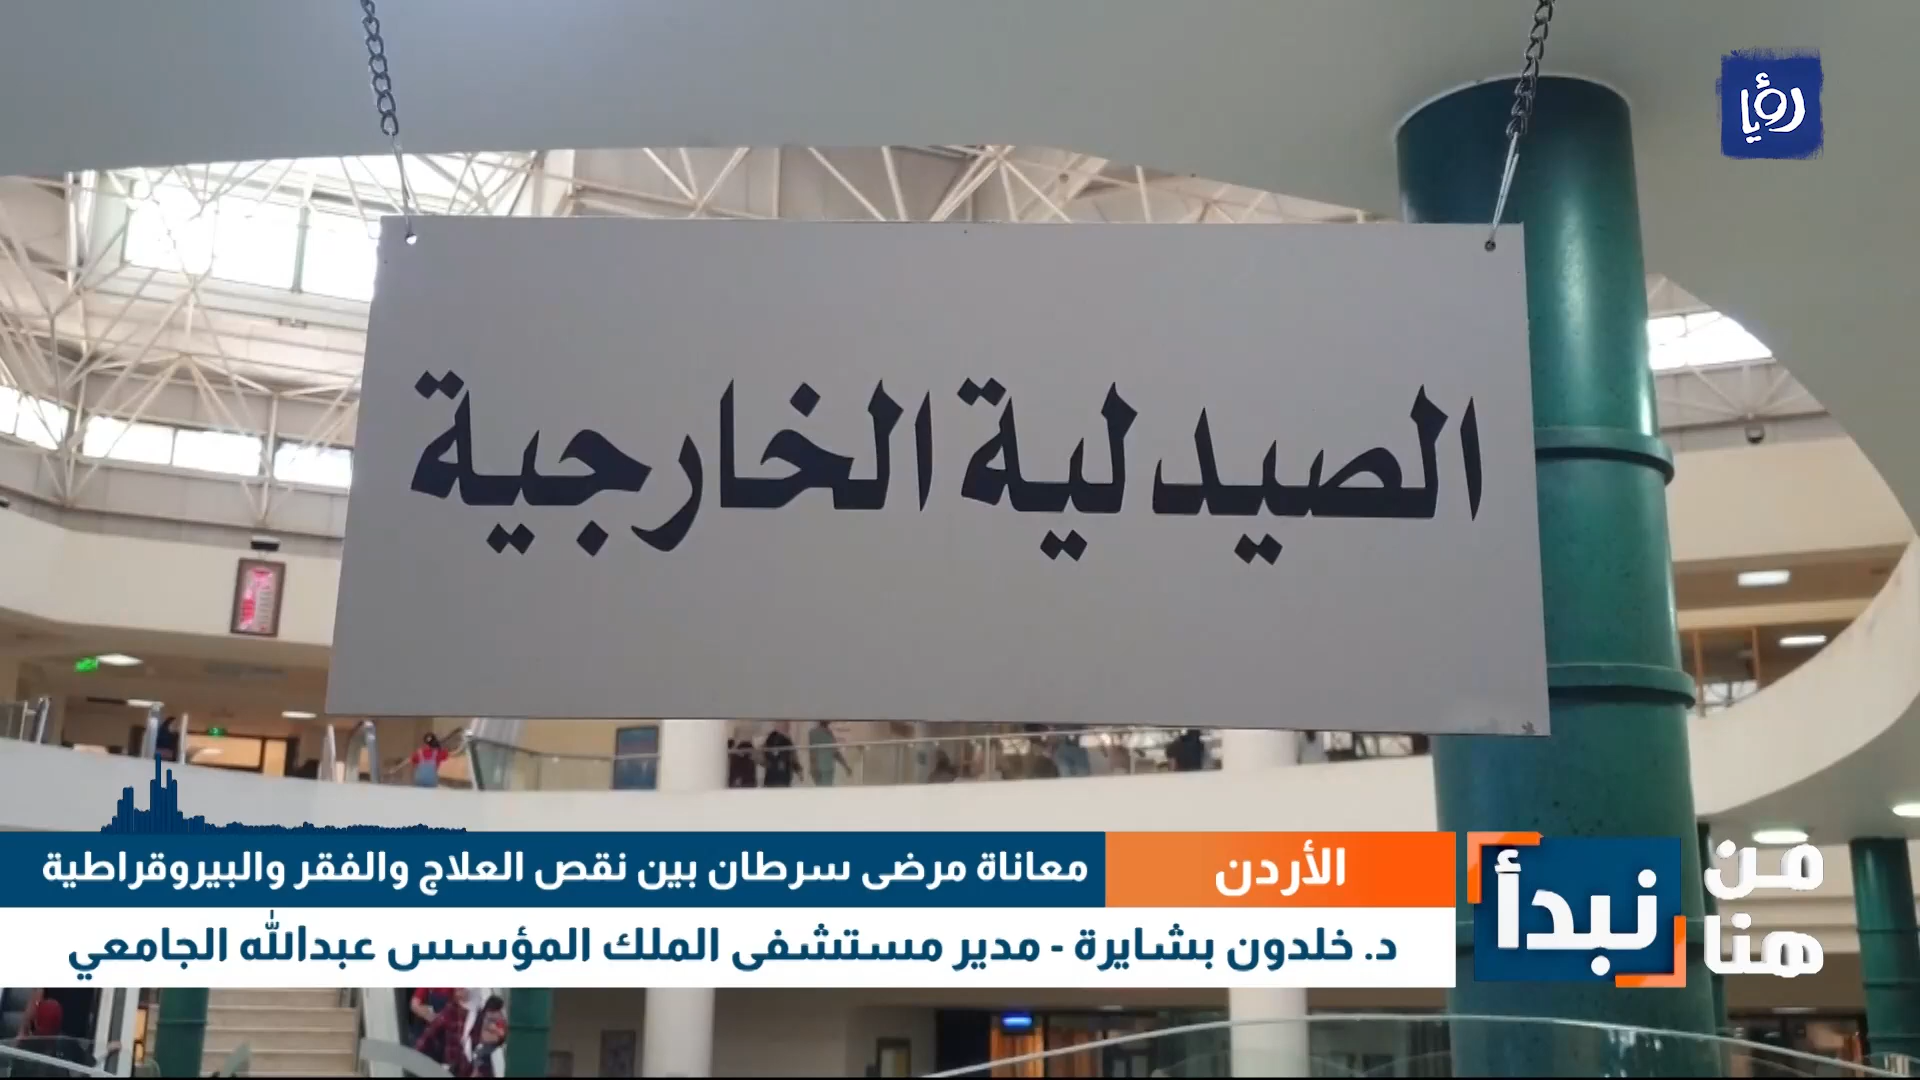 رؤيا
الصيدلية الخارجية
الأردن
معاناة مرضى سرطان بين نقص العلاج والفقر والبيروقراطية
د. خلدون بشايرة - مدير مستشفى الملك المؤسس عبدالله الجامعي
من هنا
نبدأ